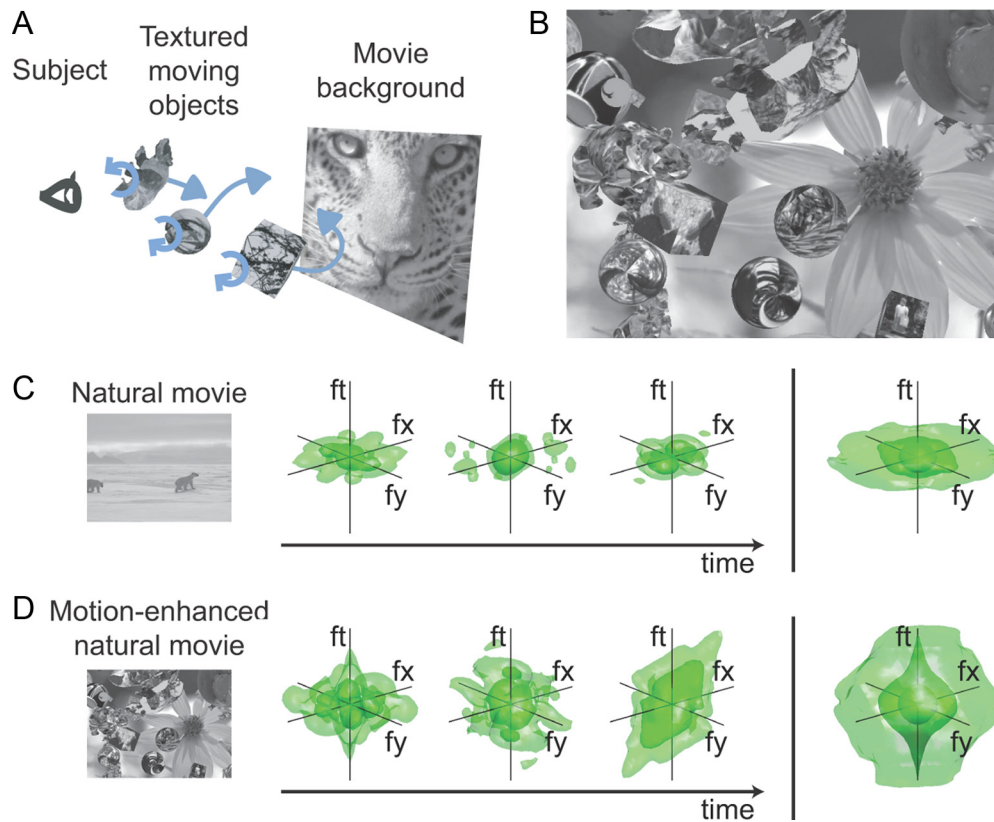 A
Subject
Textured
moving
objects
Movie
background
B
C
Natural movie
ft
fx
fy
ft
fx
fy
ft
fx
fy
ft
fx
fy
time
D
Motion-enhanced
natural movie
ft
fx
fy
ft
fx
fy
ft
fx
fy
ft
fx
fy
time